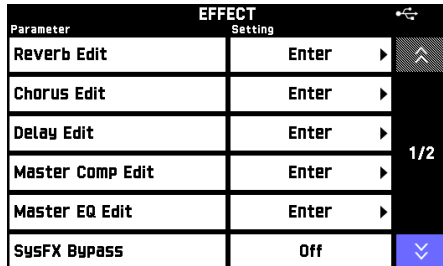 EFFECT
Parameter Setting
Reverb Edit Enter
Chorus Edit Enter
Delay Edit Enter
1/2
Master Comp Edit Enter
Master EQ Edit Enter
SysFX Bypass Off